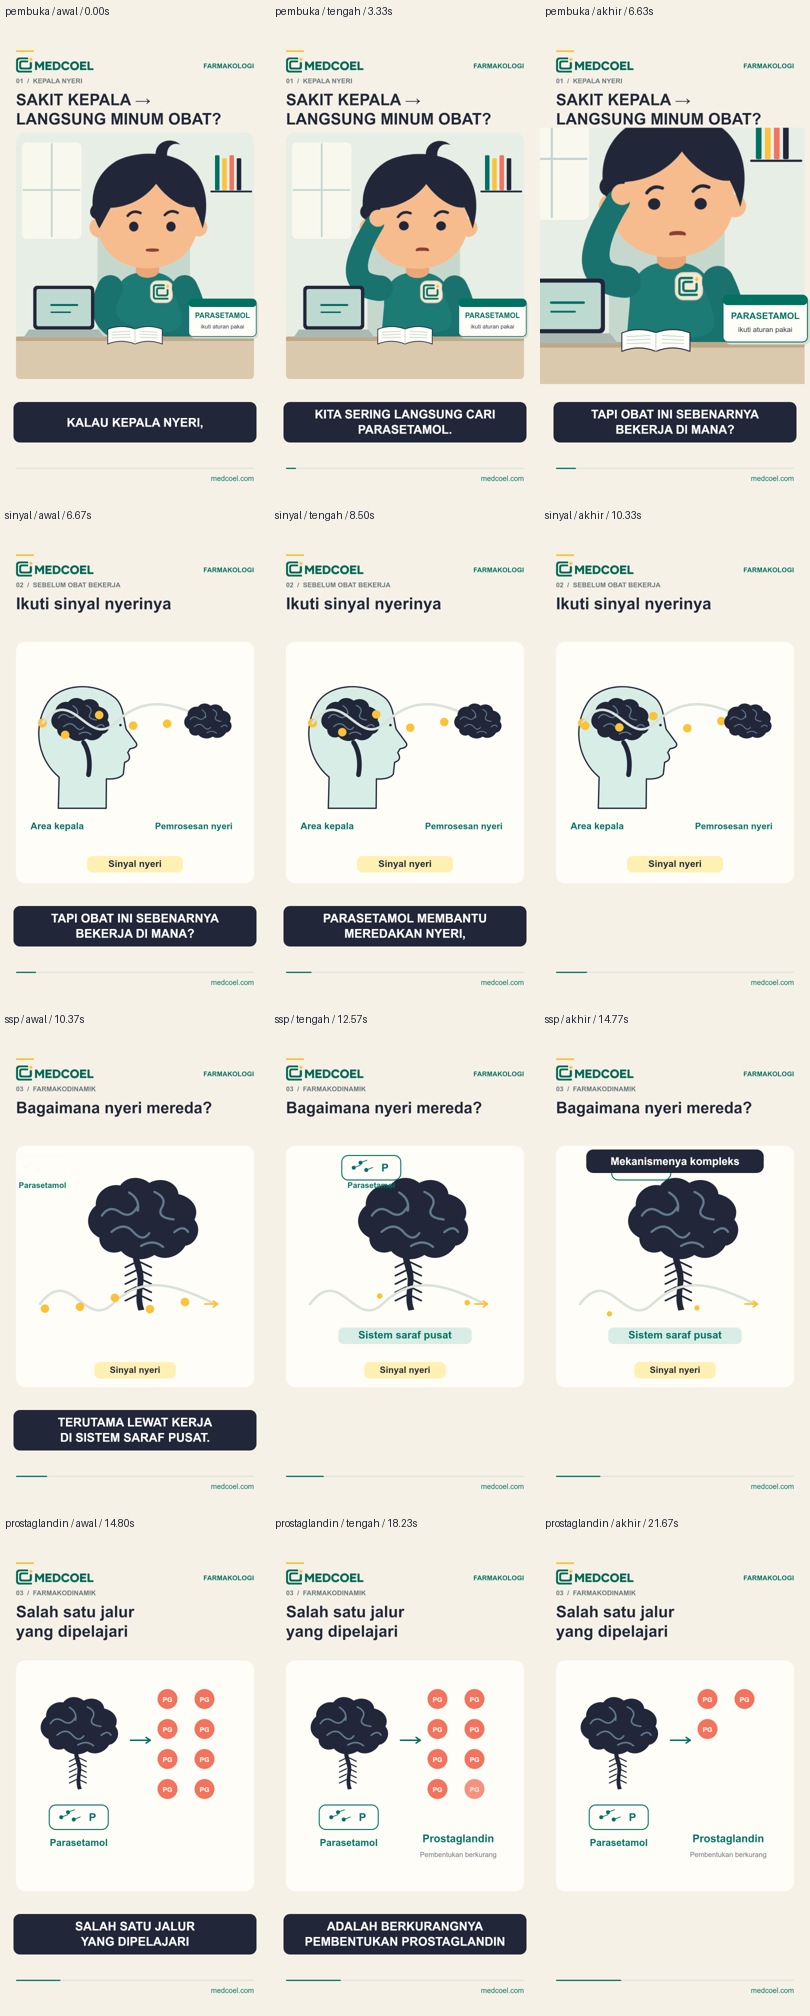 pembuka / awal / 0.00s
MEDCOEL
FARMAKOLOGI
01 / KEPALA NYERI
SAKIT KEPALA →
LANGSUNG MINUM OBAT?
PARASETAMOL
ikuti aturan pakai
KALAU KEPALA NYERI,
medcoel.com
pembuka / tengah / 3.33s
MEDCOEL
FARMAKOLOGI
01 / KEPALA NYERI
SAKIT KEPALA →
LANGSUNG MINUM OBAT?
PARASETAMOL
ikuti aturan pakai
KITA SERING LANGSUNG CARI
PARASETAMOL.
medcoel.com
pembuka / akhir / 6.63s
MEDCOEL
FARMAKOLOGI
01 / KEPALA NYERI
SAKIT KEPALA →
LANGSUNG MINUM OBAT?
PARASETAMOL
ikuti aturan pakai
TAPI OBAT INI SEBENARNYA
BEKERJA DI MANA?
medcoel.com
sinyal / awal / 6.67s
MEDCOEL
FARMAKOLOGI
02 / SEBELUM OBAT BEKERJA
Ikuti sinyal nyerinya
Area kepala
Pemrosesan nyeri
Sinyal nyeri
TAPI OBAT INI SEBENARNYA
BEKERJA DI MANA?
medcoel.com
sinyal / tengah / 8.50s
MEDCOEL
FARMAKOLOGI
02 / SEBELUM OBAT BEKERJA
Ikuti sinyal nyerinya
Area kepala
Pemrosesan nyeri
Sinyal nyeri
PARASETAMOL MEMBANTU
MEREDAKAN NYERI,
medcoel.com
sinyal / akhir / 10.33s
MEDCOEL
FARMAKOLOGI
02 / SEBELUM OBAT BEKERJA
Ikuti sinyal nyerinya
Area kepala
Pemrosesan nyeri
Sinyal nyeri
medcoel.com
ssp / awal / 10.37s
MEDCOEL
FARMAKOLOGI
03 / FARMAKODINAMIK
Bagaimana nyeri mereda?
Parasetamol
Sinyal nyeri
TERUTAMA LEWAT KERJA
DI SISTEM SARAF PUSAT.
medcoel.com
ssp / tengah / 12.57s
MEDCOEL
FARMAKOLOGI
03 / FARMAKODINAMIK
Bagaimana nyeri mereda?
P
Parasetamol
Sistem saraf pusat
Sinyal nyeri
medcoel.com
ssp / akhir / 14.77s
MEDCOEL
FARMAKOLOGI
03 / FARMAKODINAMIK
Bagaimana nyeri mereda?
Mekanismenya kompleks
Sistem saraf pusat
Sinyal nyeri
medcoel.com
prostaglandin / awal / 14.80s
MEDCOEL
FARMAKOLOGI
03 / FARMAKODINAMIK
Salah satu jalur
yang dipelajari
PG PG
PG PG
PG PG
PG PG
P
Parasetamol
SALAH SATU JALUR
YANG DIPELAJARI
medcoel.com
prostaglandin / tengah / 18.23s
MEDCOEL
FARMAKOLOGI
03 / FARMAKODINAMIK
Salah satu jalur
yang dipelajari
PG PG
PG PG
PG PG
PG PG
P
Parasetamol
Prostaglandin
Pembentukan berkurang
ADALAH BERKURANGNYA
PEMBENTUKAN PROSTAGLANDIN
medcoel.com
prostaglandin / akhir / 21.67s
MEDCOEL
FARMAKOLOGI
03 / FARMAKODINAMIK
Salah satu jalur
yang dipelajari
PG PG
PG
P
Parasetamol
Prostaglandin
Pembentukan berkurang
medcoel.com